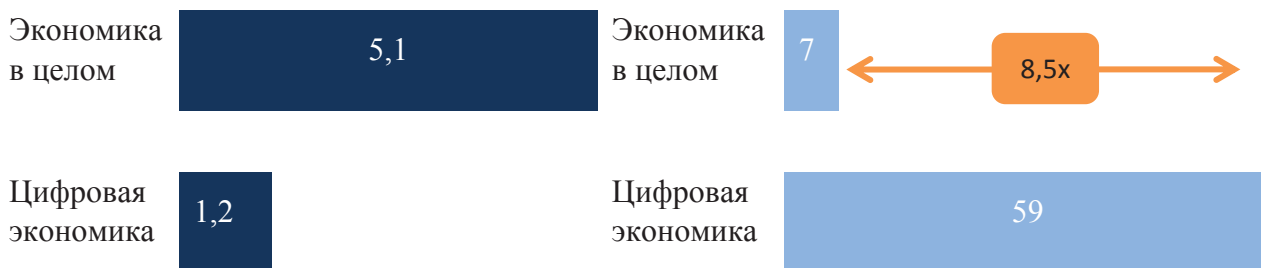 Экономика
в целом
5,1
Экономика
в целом
7
8,5x
Цифровая
экономика
1,2
Цифровая
экономика
59